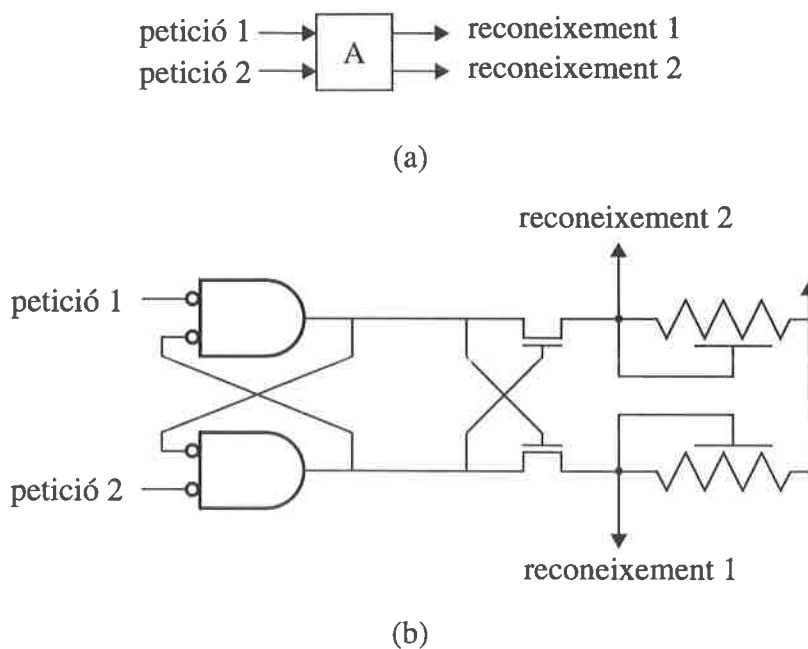 petició 1 A reconeixement 1
petició 2 reconeixement 2
(a)
reconeixement 2
petició 1
petició 2
reconeixement 1
(b)